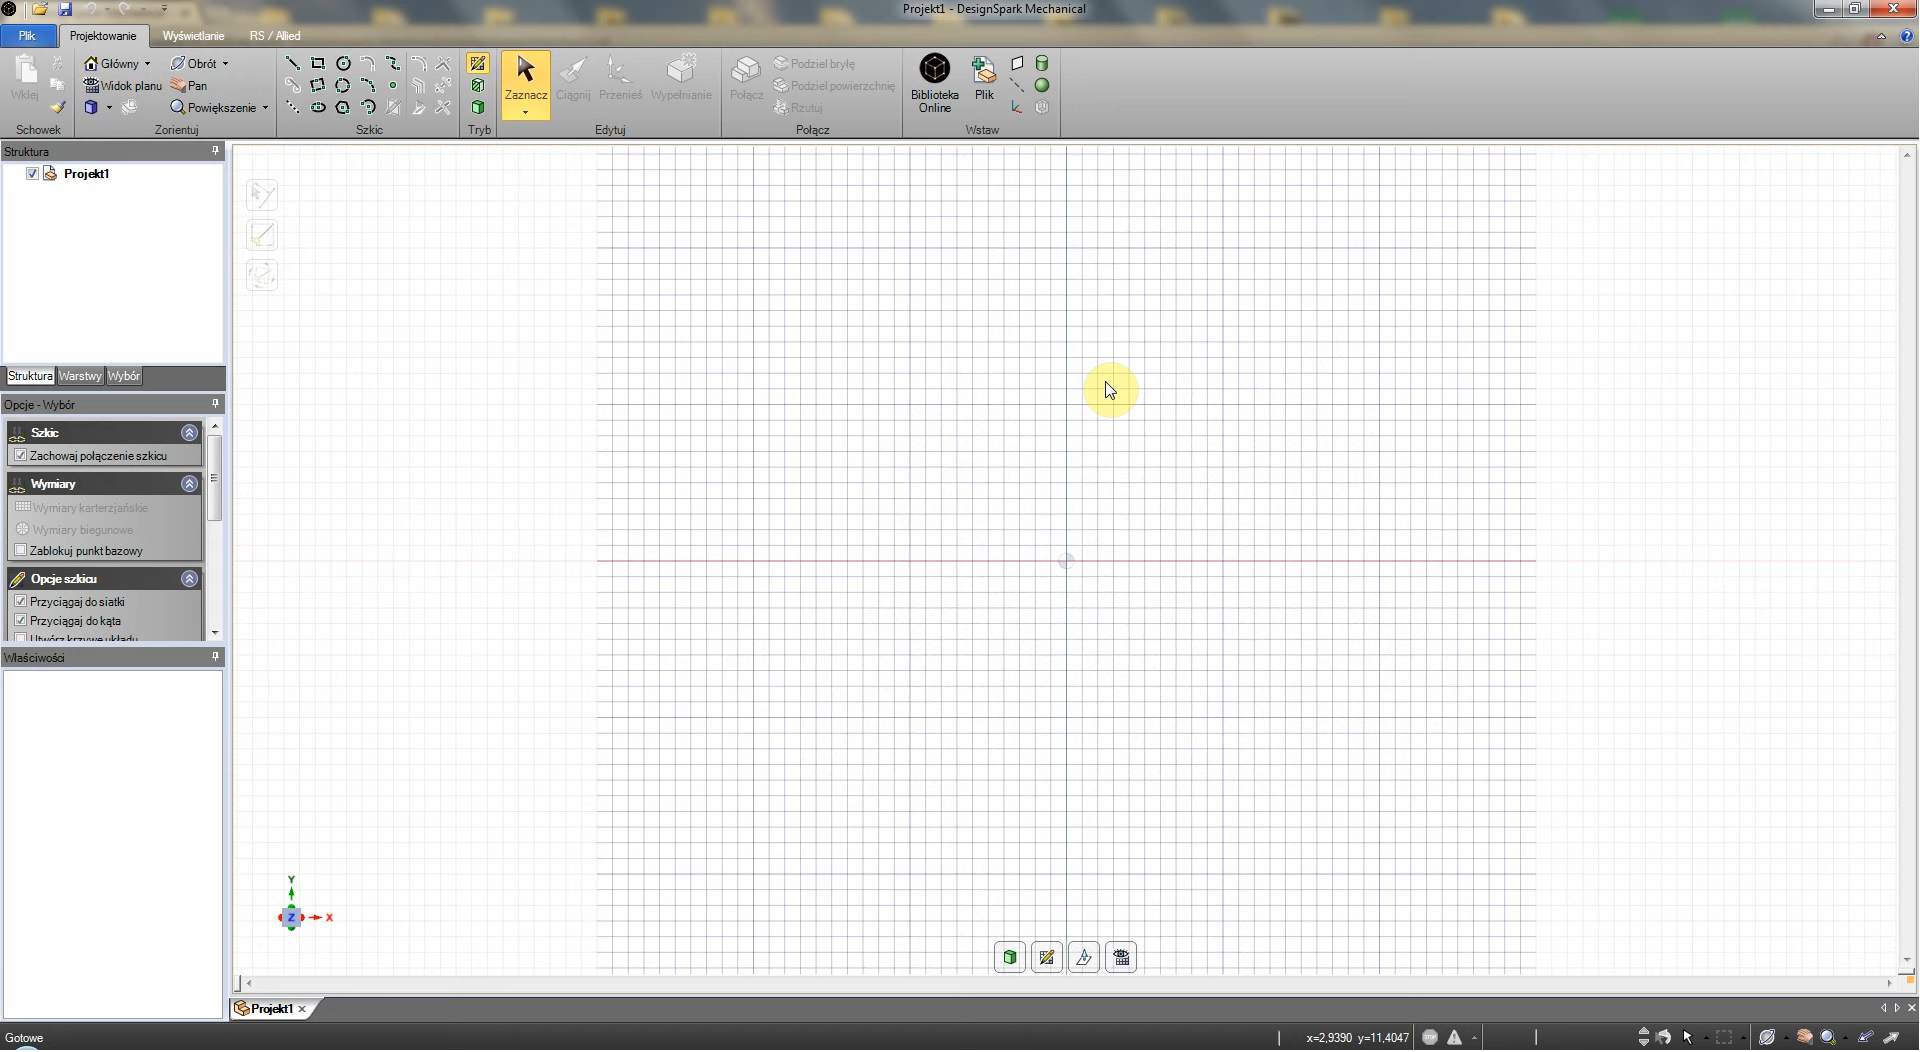 Projekt1 - DesignSpark Mechanical
Plik Projektowanie Wyświetlanie RS / Allied
Wklej
Główny
Widok planu
Obrót
Pan
Powiększenie
Zaznacz
Ciągnij
Przenieś
Wypełnianie
Połącz
Podziel bryłę
Podziel powierzchnię
Rzutuj
Biblioteka
Online
Plik
Schowek Zorientuj Szkic Tryb Edytuj Połącz Wstaw
Struktura
Projekt1
Struktura Warstwy Wybór
Opcje - Wybór
Szkic
Zachowaj połączenie szkicu
Wymiary
Wymiary karterzjańskie
Wymiary biegunowe
Zablokuj punkt bazowy
Opcje szkicu
Przyciągaj do siatki
Przyciągaj do kąta
Utwórz krzywe układu
Właściwości
Y
Z
X
Projekt1
Gotowe
x=2,9390 y=11,4047